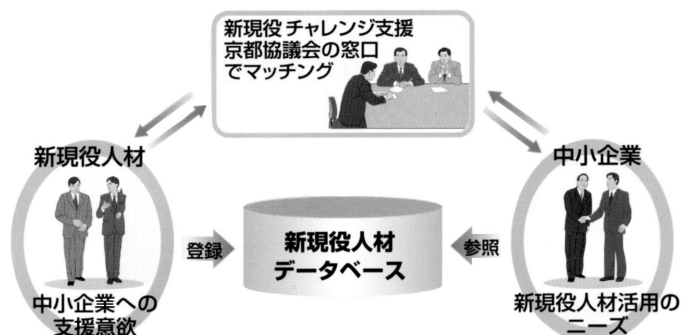 新現役チャレンジ支援
京都協議会の窓口
でマッチング
新現役人材
中小企業への
支援意欲
登録
新現役人材
データベース
参照
中小企業
新現役人材活用の
ニーズ